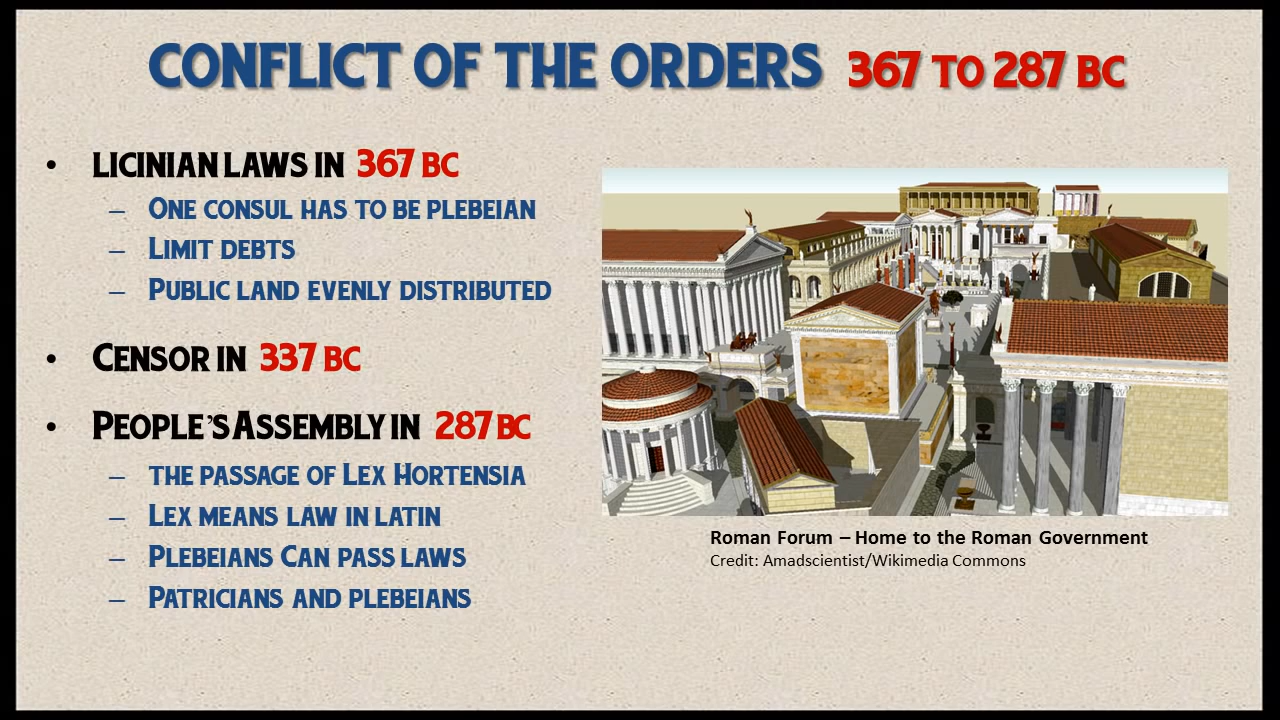 CONFLICT OF THE ORDERS 367 TO 287 BC
• LICINIAN LAWS IN 367 BC
– ONE CONSUL HAS TO BE PLEBEIAN
– LIMIT DEBTS
– PUBLIC LAND EVENLY DISTRIBUTED
• CENSOR IN 337 BC
• PEOPLE'S ASSEMBLY IN 287 BC
– THE PASSAGE OF LEX HORTENSIA
– LEX MEANS LAW IN LATIN
– PLEBEIANS CAN PASS LAWS
– PATRICIANS AND PLEBEIANS
Roman Forum – Home to the Roman Government
Credit: Amadscientist/Wikimedia Commons